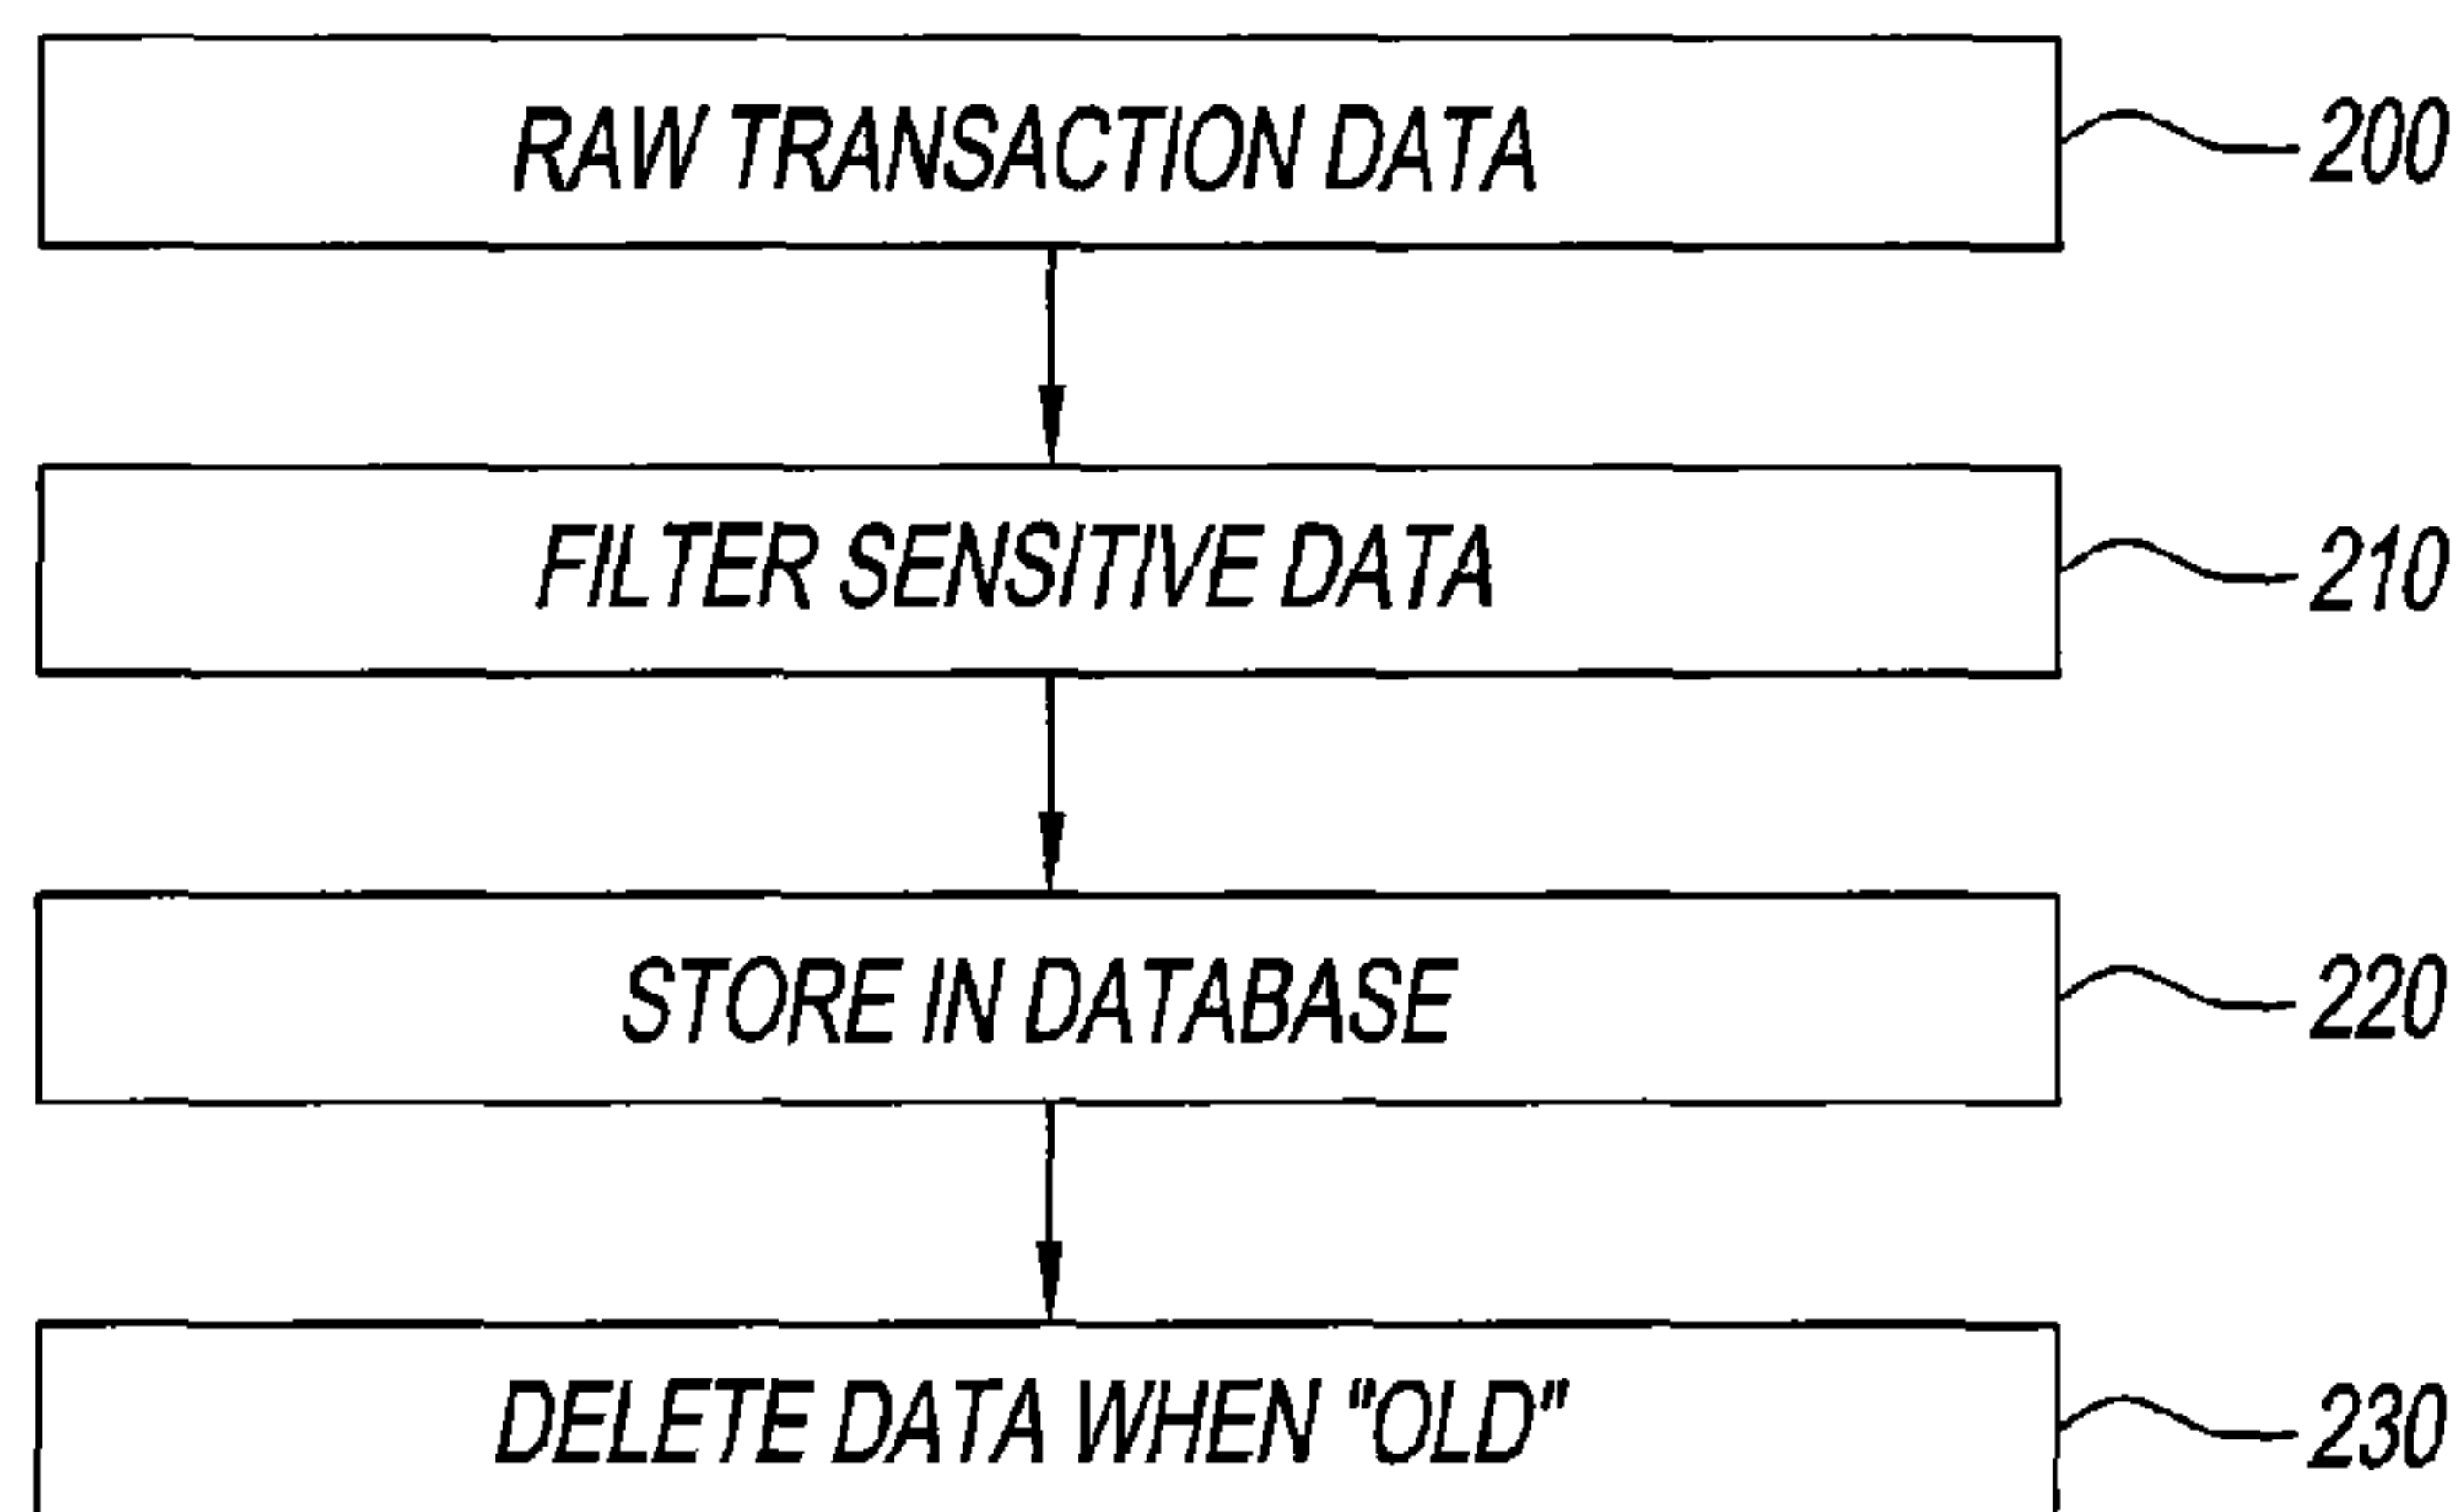 RAW TRANSACTION DATA 200
FILTER SENSITIVE DATA 210
STORE IN DATABASE 220
DELETE DATA WHEN "OLD" 230